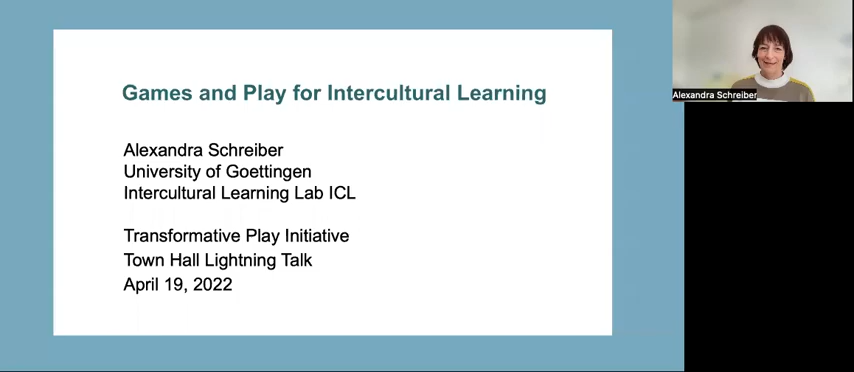 Games and Play for Intercultural Learning
Alexandra Schreiber
University of Goettingen
Intercultural Learning Lab ICL
Transformative Play Initiative
Town Hall Lightning Talk
April 19, 2022
Alexandra Schreiber